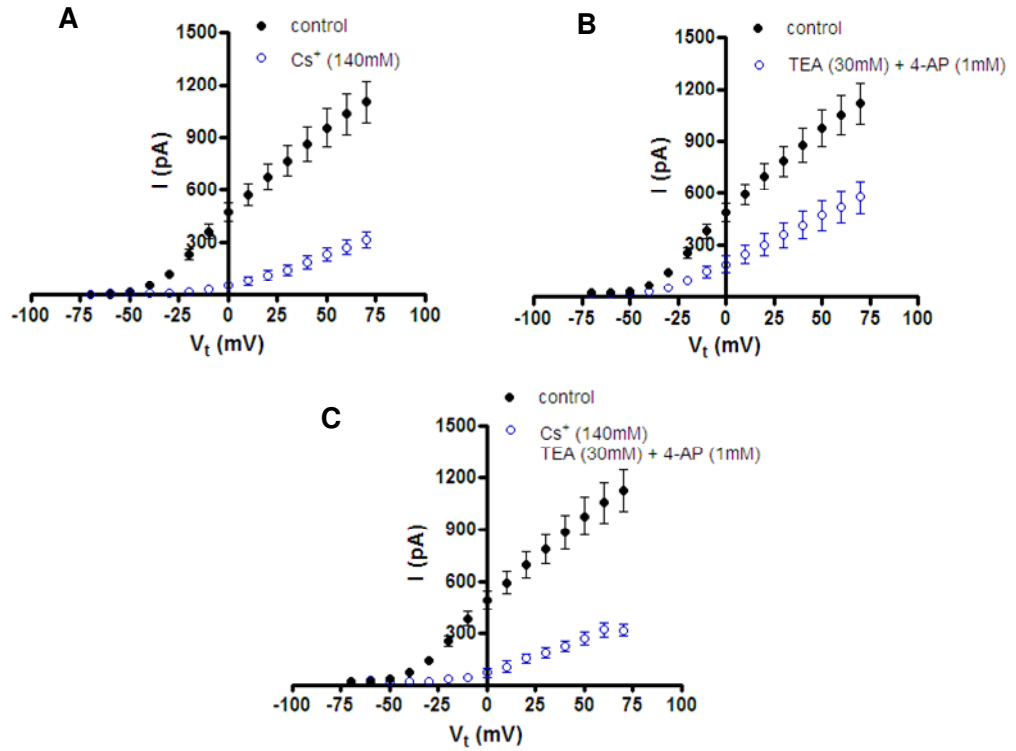 A
control
Cs+ (140mM)
1500
1200
900
600
300
I (pA)
-100 -75 -50 -25 0 25 50 75 100
Vt (mV)
B
control
TEA (30mM) + 4-AP (1mM)
1500
1200
900
600
300
I (pA)
-100 -75 -50 -25 0 25 50 75 100
Vt (mV)
C
control
Cs+ (140mM)
TEA (30mM) + 4-AP (1mM)
1500
1200
900
600
300
I (pA)
-100 -75 -50 -25 0 25 50 75 100
Vt (mV)